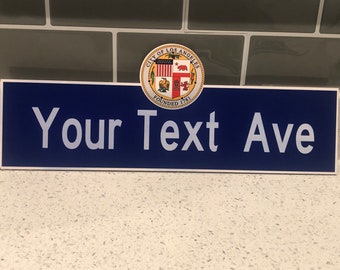 CITY OF LOS ANGELES
FOUNDED 1781
Your Text Ave